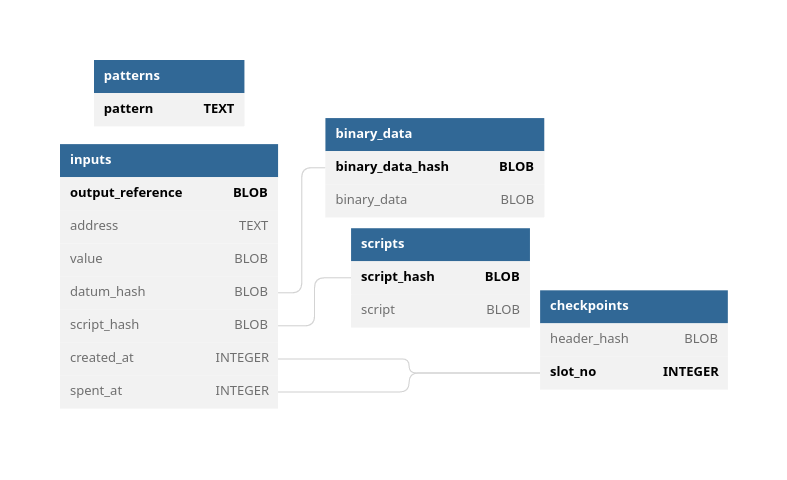 patterns
pattern TEXT
inputs
output_reference BLOB
address TEXT
value BLOB
datum_hash BLOB
script_hash BLOB
created_at INTEGER
spent_at INTEGER
binary_data
binary_data_hash BLOB
binary_data BLOB
scripts
script_hash BLOB
script BLOB
checkpoints
header_hash BLOB
slot_no INTEGER